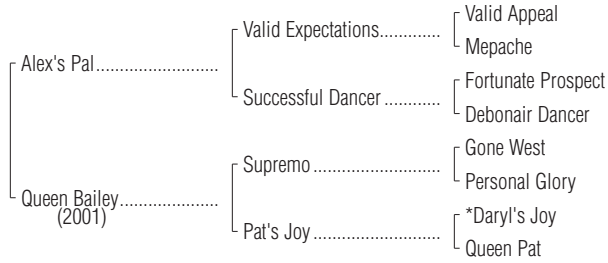 Valid Appeal
Valid Expectations.............
Mepache
Alex's Pal.........................
Fortunate Prospect
Successful Dancer ............
Debonair Dancer
Gone West
Supremo ...........................
Personal Glory
Queen Bailey....................
(2001)
*Daryl's Joy
Pat's Joy ...........................
Queen Pat